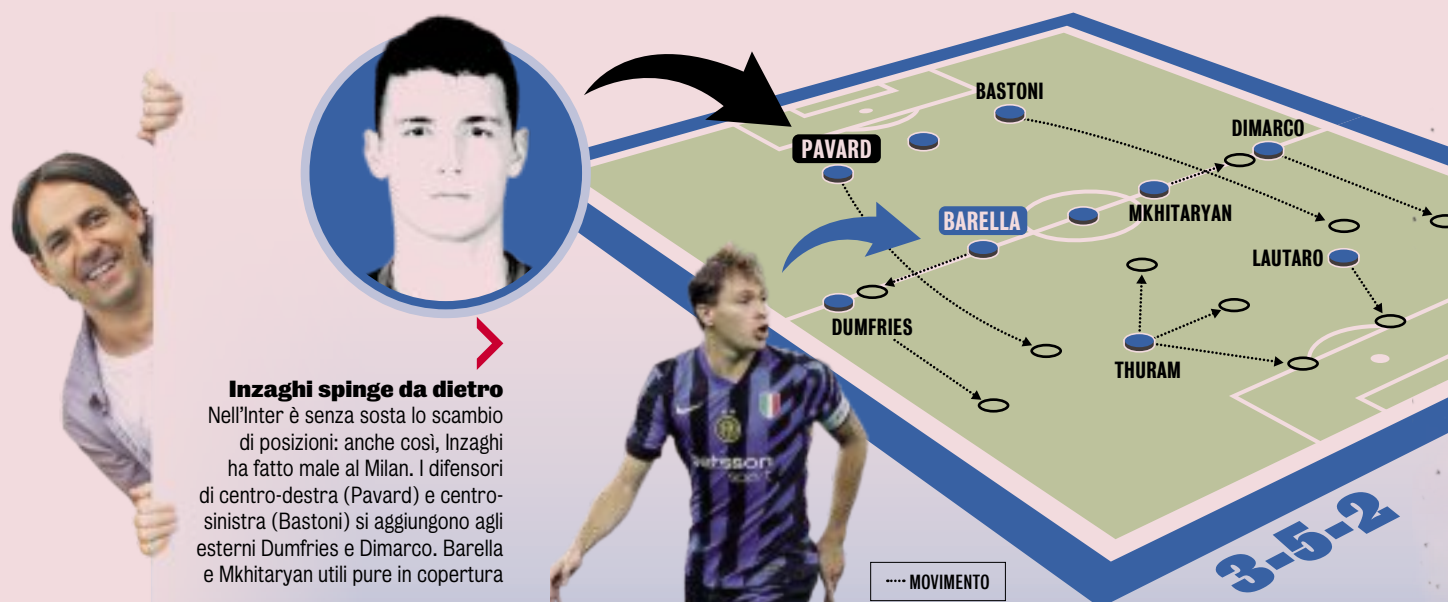 Inzaghi spinge da dietro
Nell'Inter è senza sosta lo scambio
di posizioni: anche così, Inzaghi
ha fatto male al Milan. I difensori
di centro-destra (Pavard) e centro-
sinistra (Bastoni) si aggiungono agli
esterni Dumfries e Dimarco. Barella
e Mkhitaryan utili pure in copertura
BASTONI
DIMARCO
PAVARD
MKHITARYAN
BARELLA
LAUTARO
DUMFRIES
THURAM
betsson
sport
3-5-2
MOVIMENTO